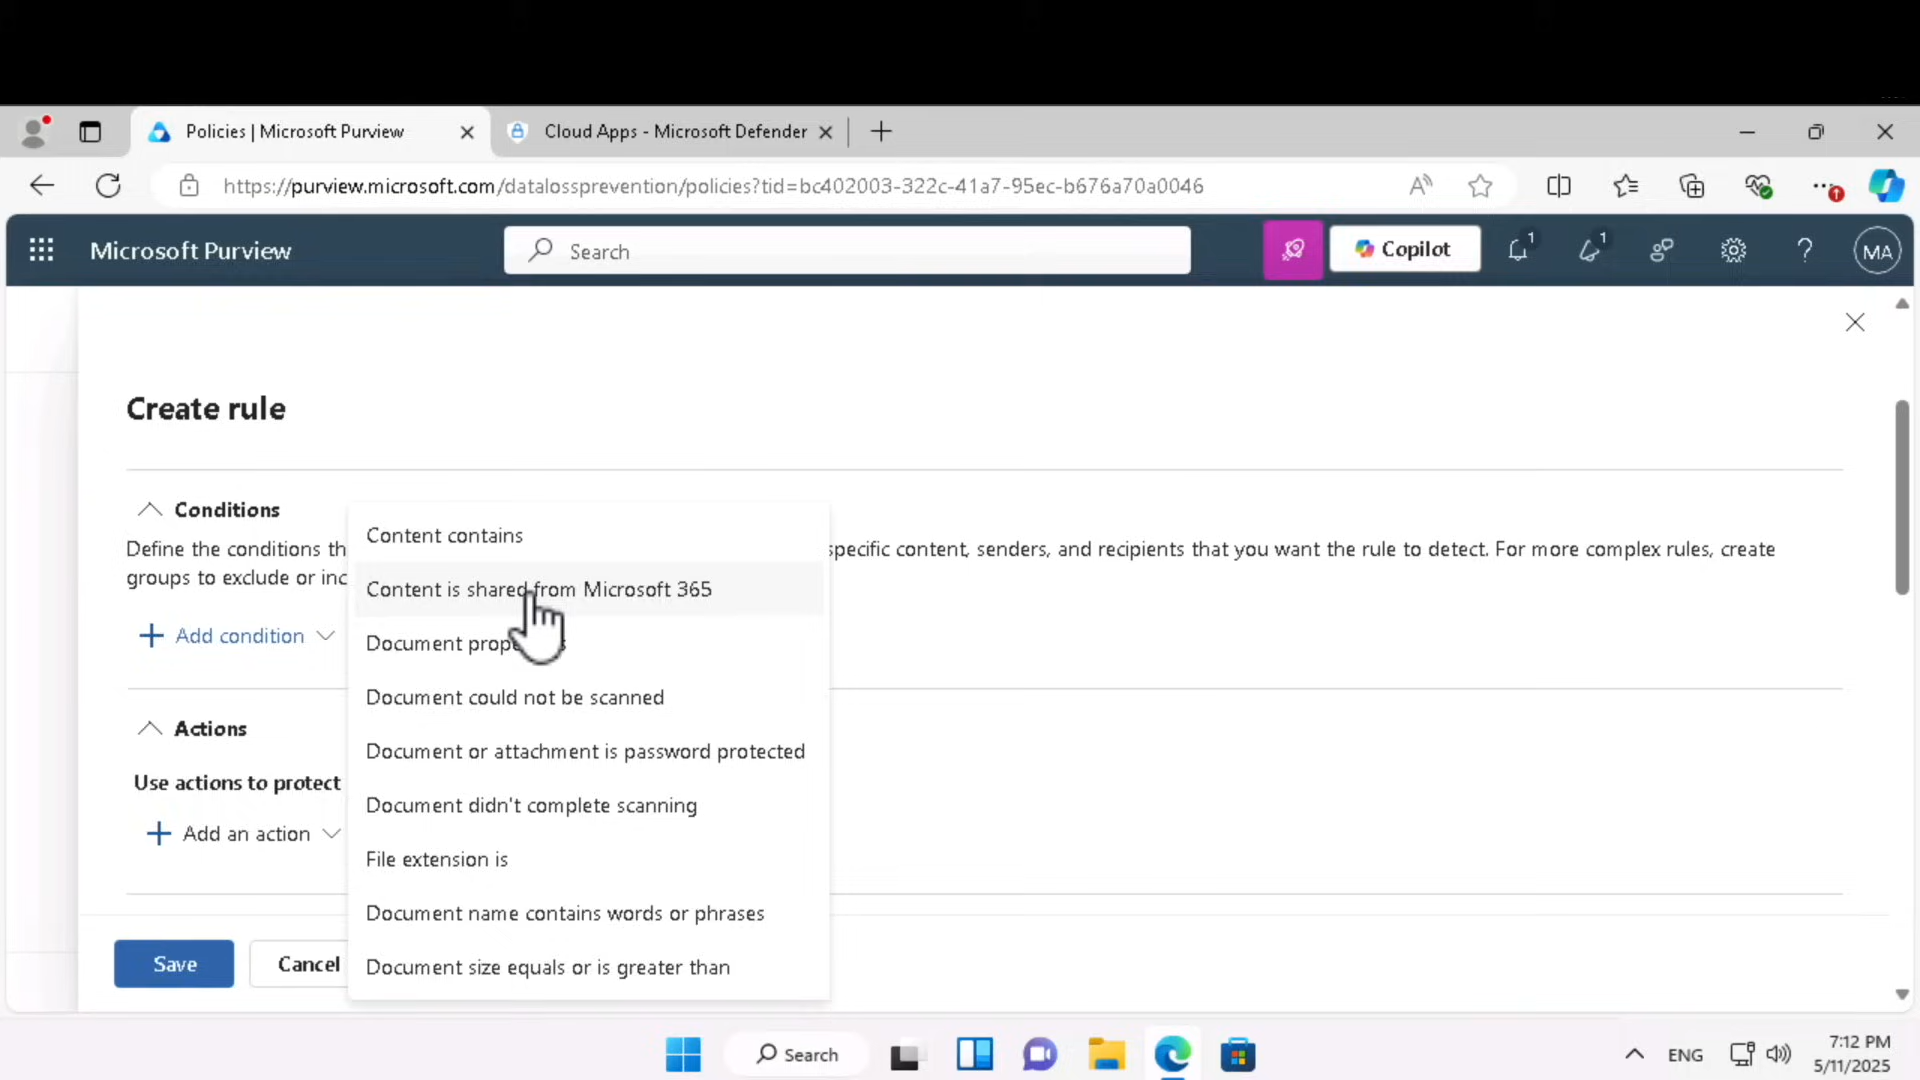 Policies | Microsoft Purview
Cloud Apps - Microsoft Defender
https://purview.microsoft.com/datalossprevention/policies?tid=bc402003-322c-41a7-95ec-b676a70a0046
Microsoft Purview
Search
Copilot
1
1
MA
Create rule
Conditions
Define the conditions th
specific content, senders, and recipients that you want the rule to detect. For more complex rules, create
groups to exclude or inc
Add condition
Content contains
Content is shared from Microsoft 365
Document prop
Document could not be scanned
Document or attachment is password protected
Document didn't complete scanning
File extension is
Document name contains words or phrases
Document size equals or is greater than
Actions
Use actions to protect
Add an action
Save
Cancel
Search
ENG
7:12 PM
5/11/2025